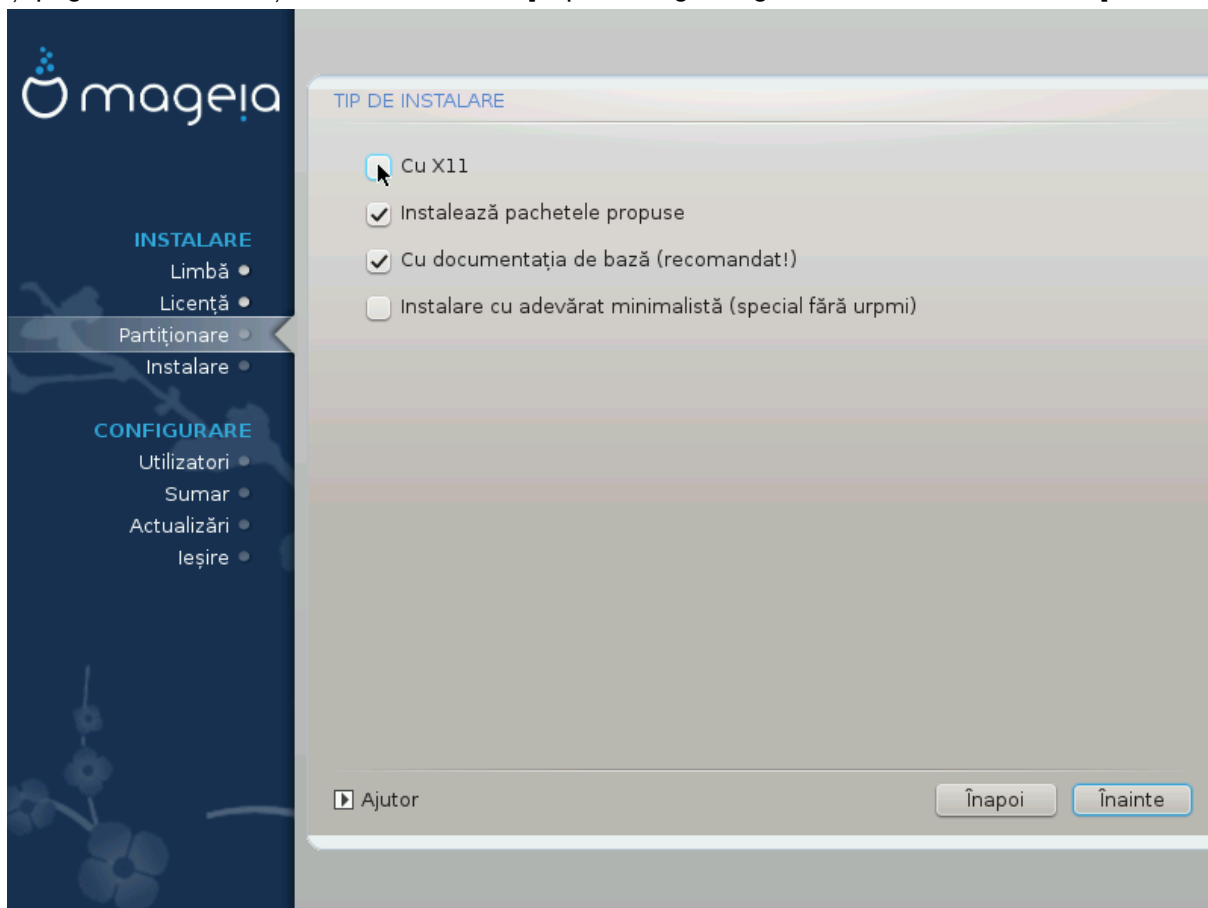 mageia
TIP DE INSTALARE
Cu X11
Instalează pachetele propuse
Cu documentația de bază (recomandat!)
Instalare cu adevărat minimalistă (special fără urpmi)
INSTALARE
Limbă
Licență
Partiționare
Instalare
CONFIGURARE
Utilizatori
Sumar
Actualizări
Ieșire
Ajutor
Înapoi
Înainte